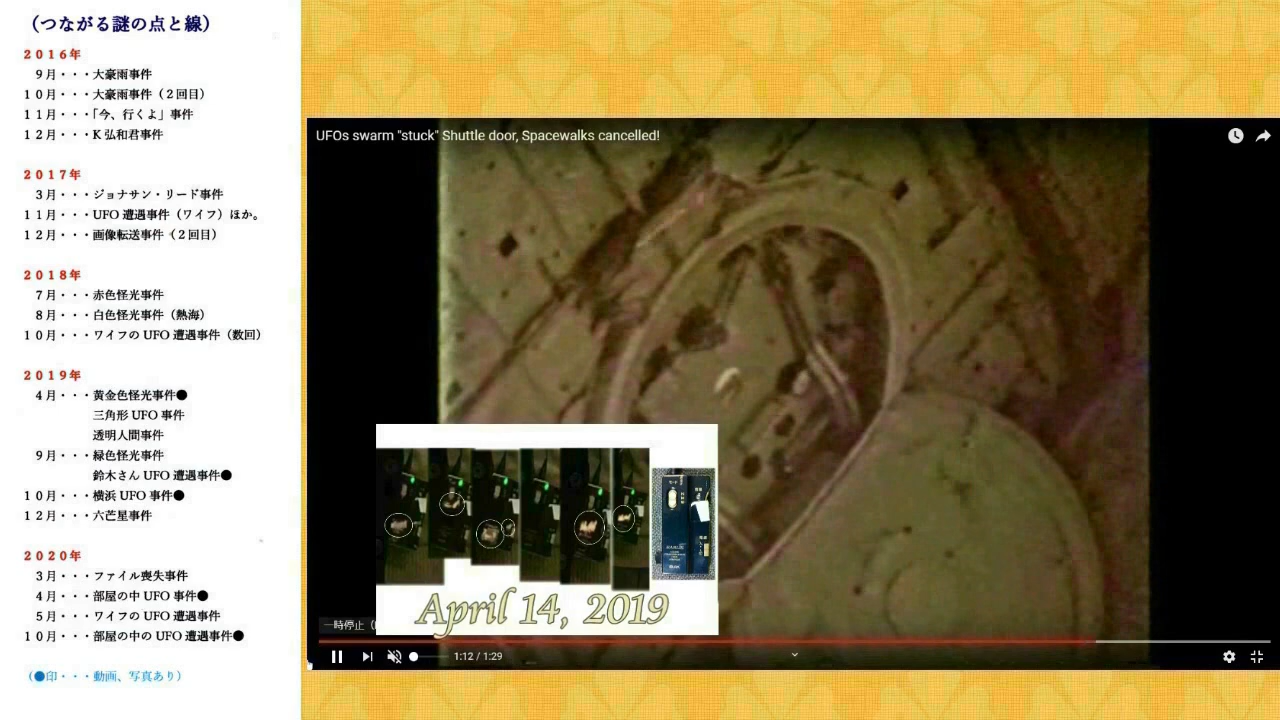 （つながる謎の点と線）
２０１６年
９月・・・大豪雨事件
１０月・・・大豪雨事件（２回目）
１１月・・・「今、行くよ」事件
１２月・・・K 弘和君事件
２０１７年
３月・・・ジョナサン・リード事件
１１月・・・UFO 遭遇事件（ワイフ）ほか。
１２月・・・画像転送事件（２回目）
２０１８年
７月・・・赤色怪光事件
８月・・・白色怪光事件（熱海）
１０月・・・ワイフの UFO 遭遇事件（数回）
２０１９年
４月・・・黄金色怪光事件●
三角形 UFO 事件
透明人間事件
９月・・・緑色怪光事件
鈴木さん UFO 遭遇事件●
１０月・・・横浜 UFO 事件●
１２月・・・六芒星事件
２０２０年
３月・・・ファイル喪失事件
４月・・・部屋の中 UFO 事件●
５月・・・ワイフの UFO 遭遇事件
１０月・・・部屋の中の UFO 遭遇事件●
（●印・・・動画、写真あり）
UFOs swarm "stuck" Shuttle door, Spacewalks cancelled!
April 14, 2019
一時停止（
1:12 / 1:29